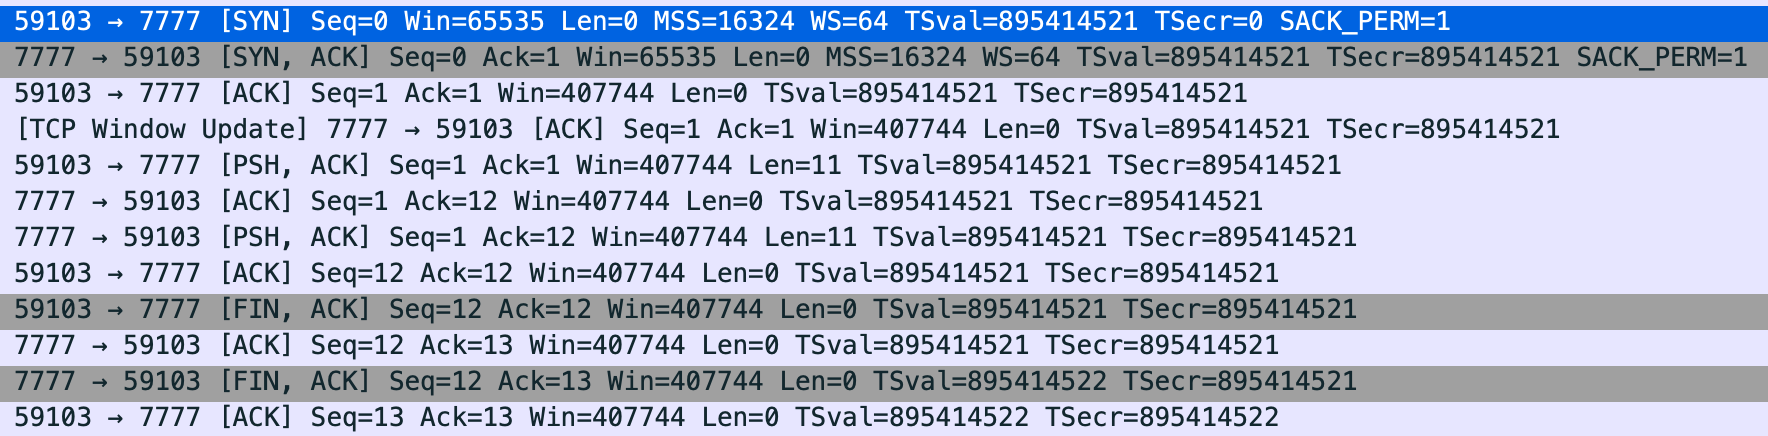 59103 → 7777 [SYN] Seq=0 Win=65535 Len=0 MSS=16324 WS=64 TSval=895414521 TSecr=0 SACK_PERM=1
7777 → 59103 [SYN, ACK] Seq=0 Ack=1 Win=65535 Len=0 MSS=16324 WS=64 TSval=895414521 TSecr=895414521 SACK_PERM=1
59103 → 7777 [ACK] Seq=1 Ack=1 Win=407744 Len=0 TSval=895414521 TSecr=895414521
[TCP Window Update] 7777 → 59103 [ACK] Seq=1 Ack=1 Win=407744 Len=0 TSval=895414521 TSecr=895414521
59103 → 7777 [PSH, ACK] Seq=1 Ack=1 Win=407744 Len=11 TSval=895414521 TSecr=895414521
7777 → 59103 [ACK] Seq=1 Ack=12 Win=407744 Len=0 TSval=895414521 TSecr=895414521
7777 → 59103 [PSH, ACK] Seq=1 Ack=12 Win=407744 Len=11 TSval=895414521 TSecr=895414521
59103 → 7777 [ACK] Seq=12 Ack=12 Win=407744 Len=0 TSval=895414521 TSecr=895414521
59103 → 7777 [FIN, ACK] Seq=12 Ack=12 Win=407744 Len=0 TSval=895414521 TSecr=895414521
7777 → 59103 [ACK] Seq=12 Ack=13 Win=407744 Len=0 TSval=895414521 TSecr=895414521
7777 → 59103 [FIN, ACK] Seq=12 Ack=13 Win=407744 Len=0 TSval=895414522 TSecr=895414521
59103 → 7777 [ACK] Seq=13 Ack=13 Win=407744 Len=0 TSval=895414522 TSecr=895414522